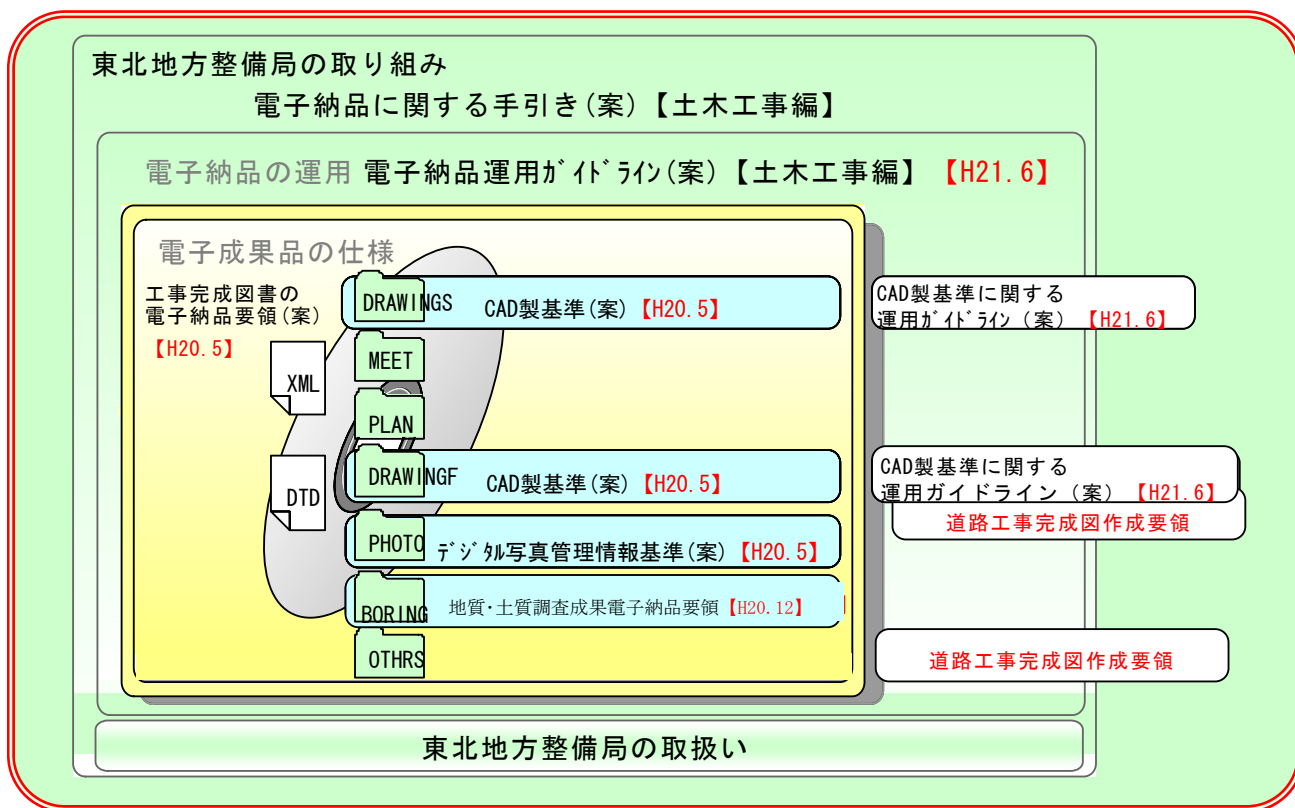 東北地方整備局の取り組み
電子納品に関する手引き(案)【土木工事編】
電子納品の運用 電子納品運用ｶﾞｲﾄﾞﾗｲﾝ(案)【土木工事編】【H21.6】
電子成果品の仕様
工事完成図書の
電子納品要領(案)
【H20.5】
XML
DTD
DRAWINGS CAD製基準(案)【H20.5】
MEET
PLAN
DRAWINGF CAD製基準(案)【H20.5】
PHOTO ﾃﾞｼﾞﾀﾙ写真管理情報基準(案)【H20.5】
BORING 地質･土質調査成果電子納品要領【H20.12】
OTHRS
CAD製基準に関する
運用ｶﾞｲﾄﾞﾗｲﾝ（案）【H21.6】
CAD製基準に関する
運用ガイドライン（案）【H21.6】
道路工事完成図作成要領
道路工事完成図作成要領
東北地方整備局の取扱い